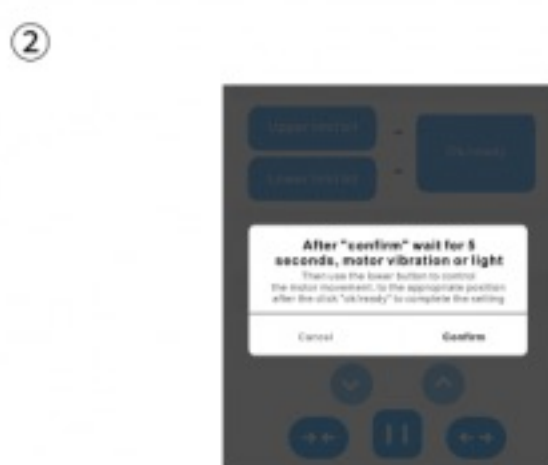 ②
Upper limit
Lower limit
Ok/ready
After "confirm" wait for 5
seconds, motor vibration or light
Then use the lower button to control
the motor movement, to the appropriate position
after the click "ok/ready" to complete the setting
Cancel
Confirm